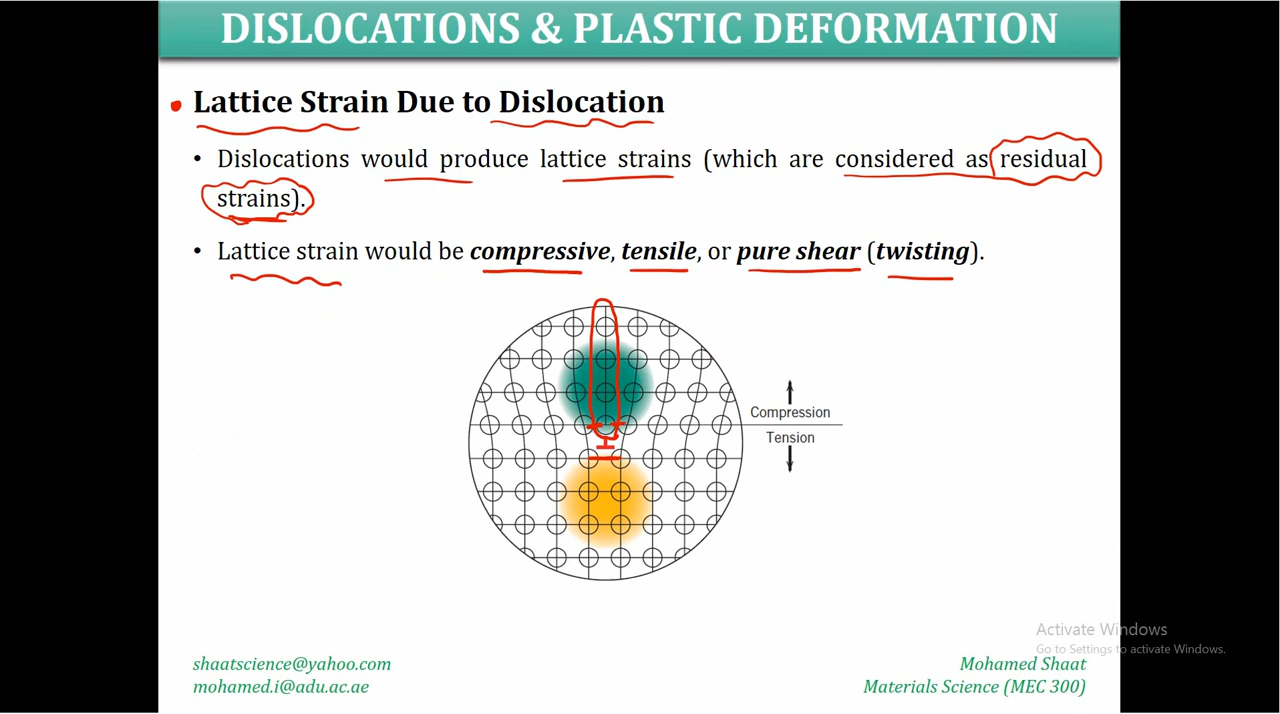 DISLOCATIONS & PLASTIC DEFORMATION
Lattice Strain Due to Dislocation
• Dislocations would produce lattice strains (which are considered as residual
strains).
• Lattice strain would be compressive, tensile, or pure shear (twisting).
Compression
Tension
Activate Windows
Go to Settings to activate Windows.
shaatscience@yahoo.com
mohamed.i@adu.ac.ae
Mohamed Shaat
Materials Science (MEC 300)